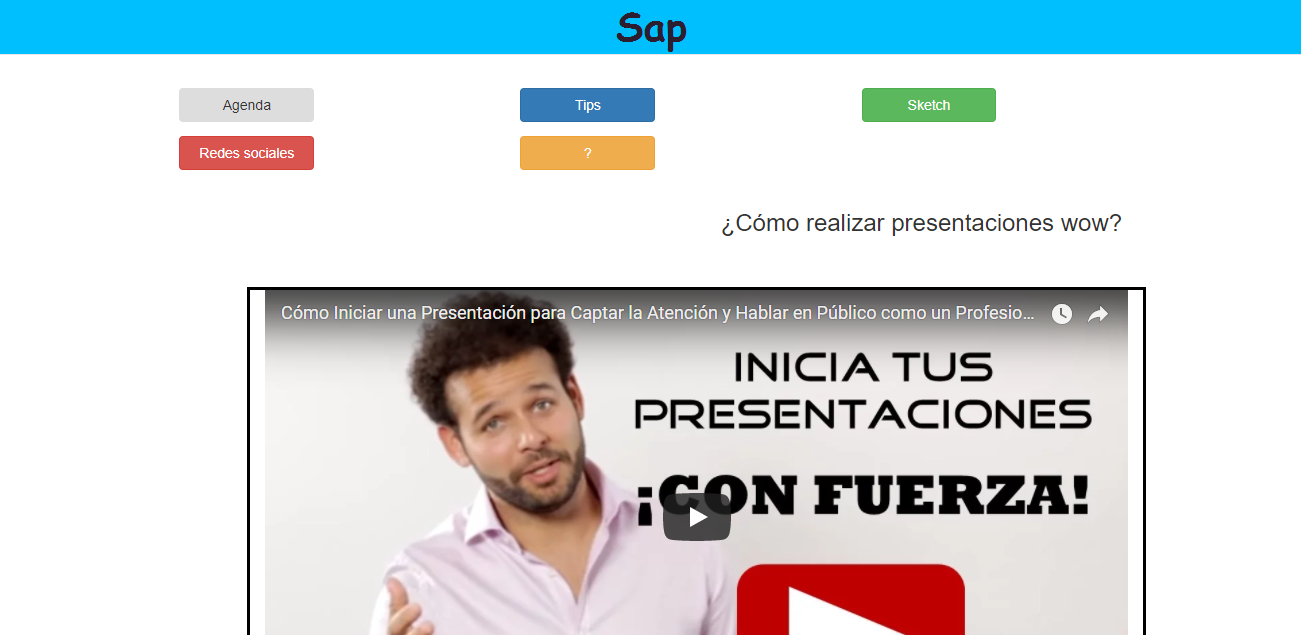 Sap
Agenda
Tips
Sketch
Redes sociales
?
¿Cómo realizar presentaciones wow?
Cómo Iniciar una Presentación para Captar la Atención y Hablar en Público como un Profesio...
INICIA TUS
PRESENTACIONES
¡CON FUERZA!